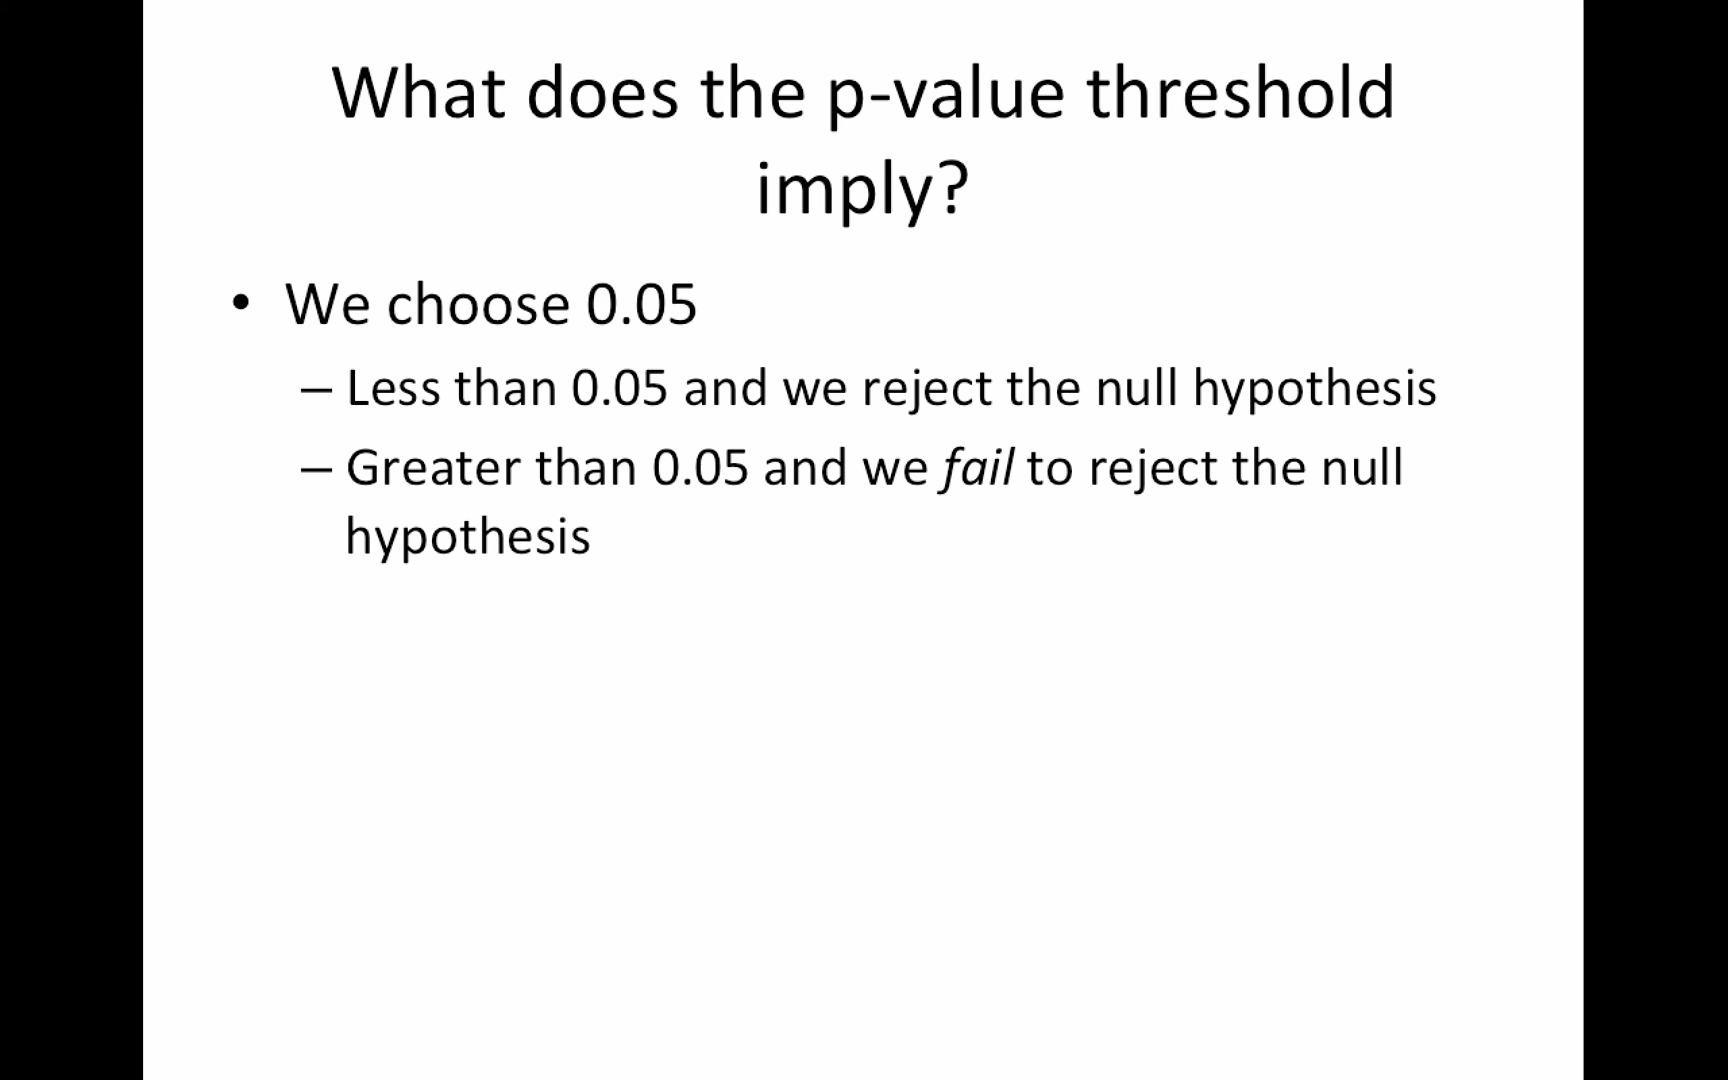 What does the p-value threshold
imply?
• We choose 0.05
– Less than 0.05 and we reject the null hypothesis
– Greater than 0.05 and we fail to reject the null
hypothesis